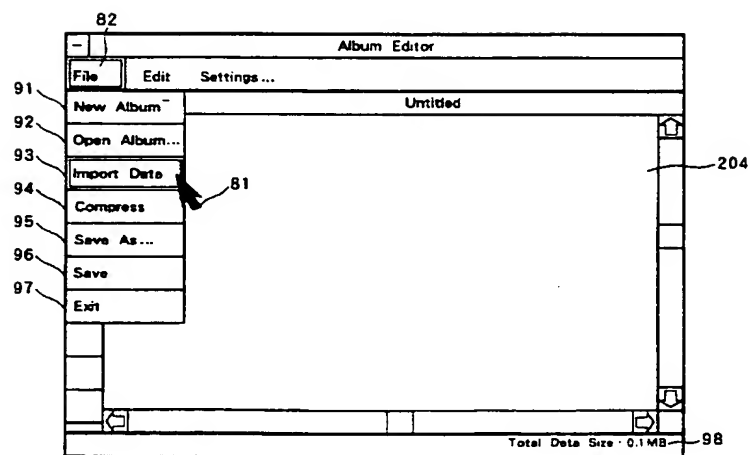 82
Album Editor
File Edit Settings...
91 New Album Untitled
92 Open Album...
93 Import Data 204
94 Compress 81
95 Save As...
96 Save
97 Exit
Total Data Size · 0.1MB 98